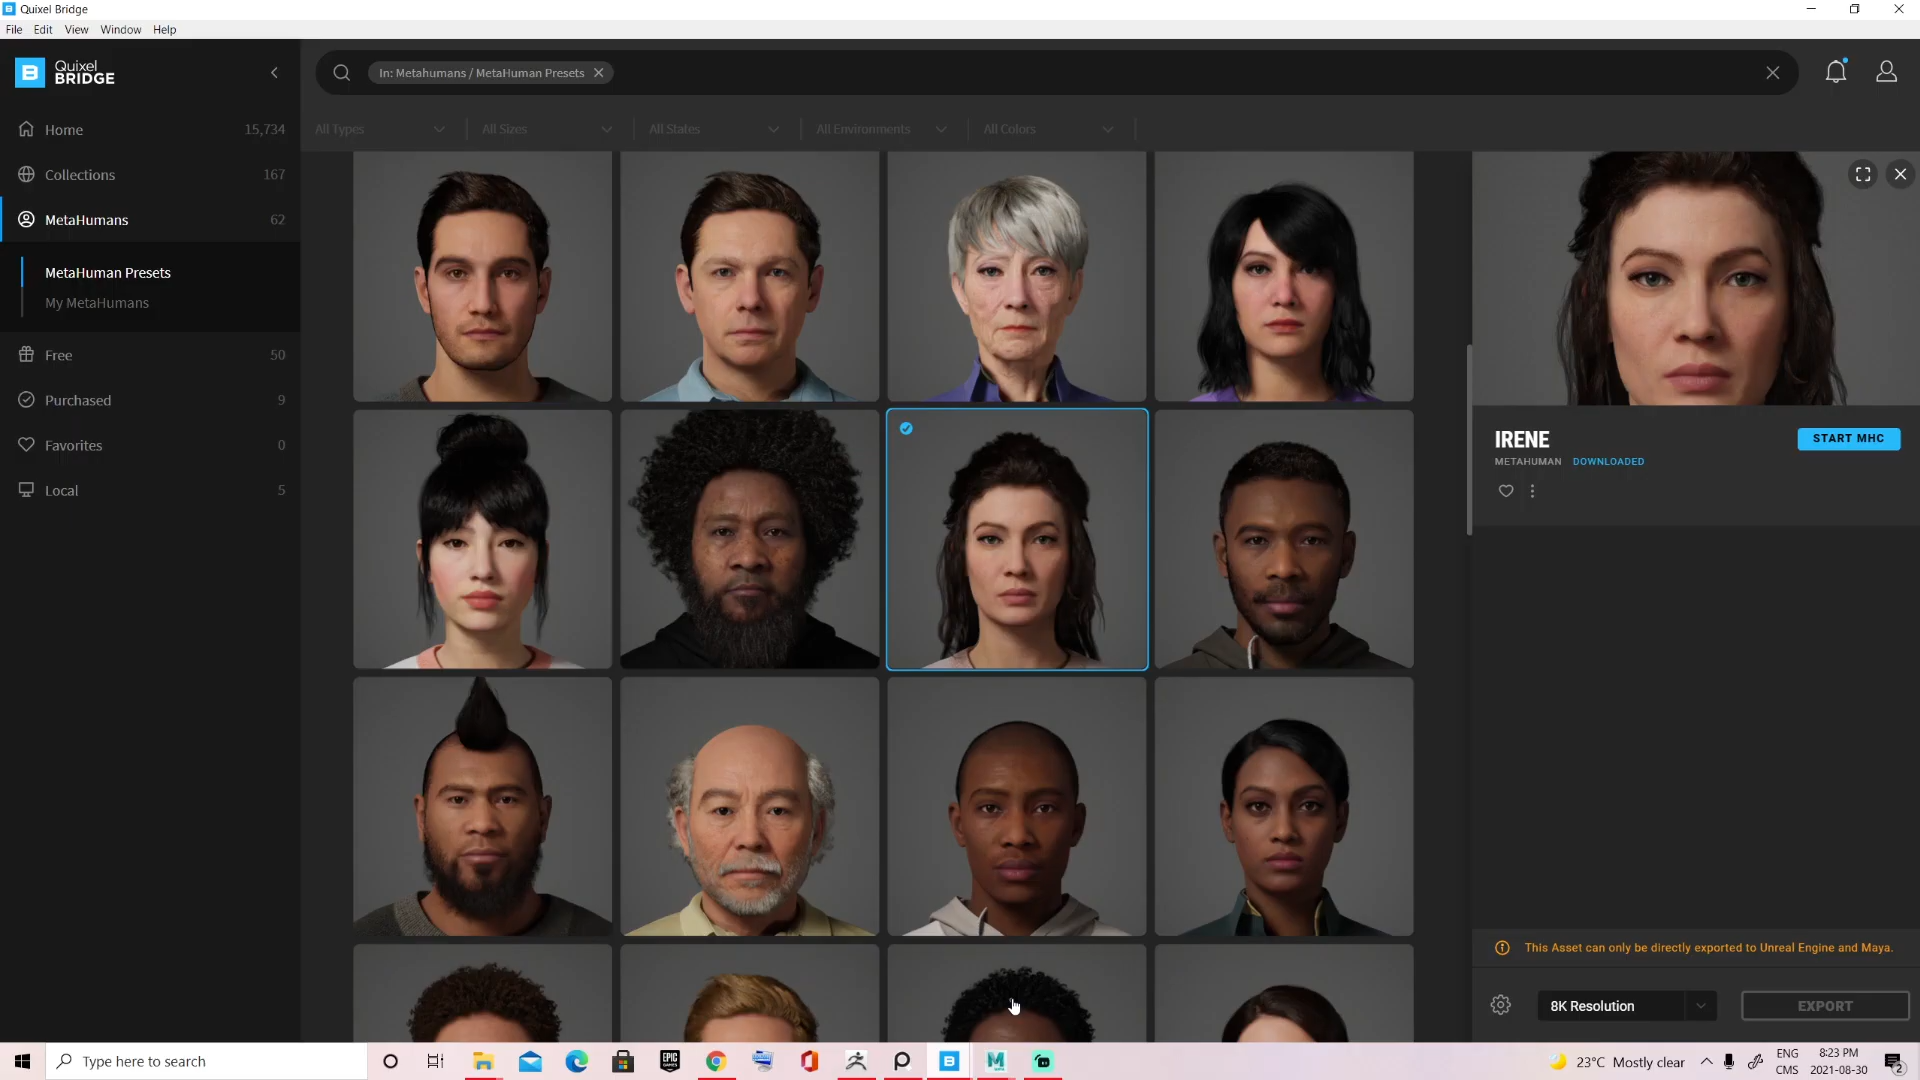 Quixel Bridge
File Edit View Window Help
Quixel
BRIDGE
In: Metahumans / MetaHuman Presets
Home 15,734
Collections 167
MetaHumans 62
MetaHuman Presets
My MetaHumans
Free 50
Purchased 9
Favorites 0
Local 5
All Types All Sizes All States All Environments All Colors
IRENE
START MHC
METAHUMAN DOWNLOADED
This Asset can only be directly exported to Unreal Engine and Maya.
8K Resolution
EXPORT
Type here to search
EPIC GAMES
23°C Mostly clear
ENG
CMS
8:23 PM
2021-08-30
2